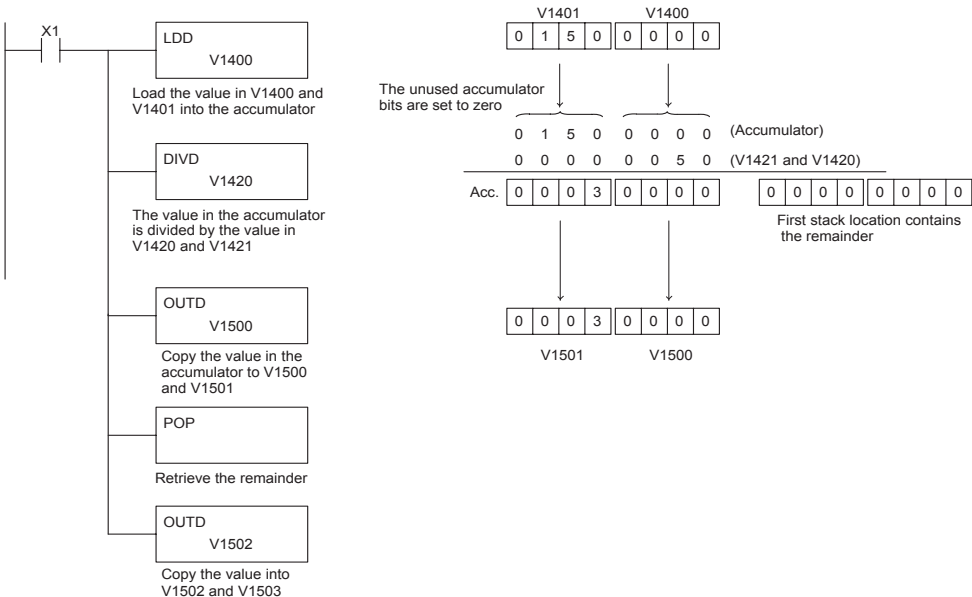 X1
LDD
V1400
Load the value in V1400 and
V1401 into the accumulator
DIVD
V1420
The value in the accumulator
is divided by the value in
V1420 and V1421
OUTD
V1500
Copy the value in the
accumulator to V1500
and V1501
POP
Retrieve the remainder
OUTD
V1502
Copy the value into
V1502 and V1503
V1401 V1400
0 1 5 0 0 0 0 0
The unused accumulator
bits are set to zero
0 1 5 0 0 0 0 0 (Accumulator)
0 0 0 0 0 0 5 0 (V1421 and V1420)
Acc. 0 0 0 3 0 0 0 0 0 0 0 0 0 0 0 0
First stack location contains
the remainder
0 0 0 3 0 0 0 0
V1501 V1500